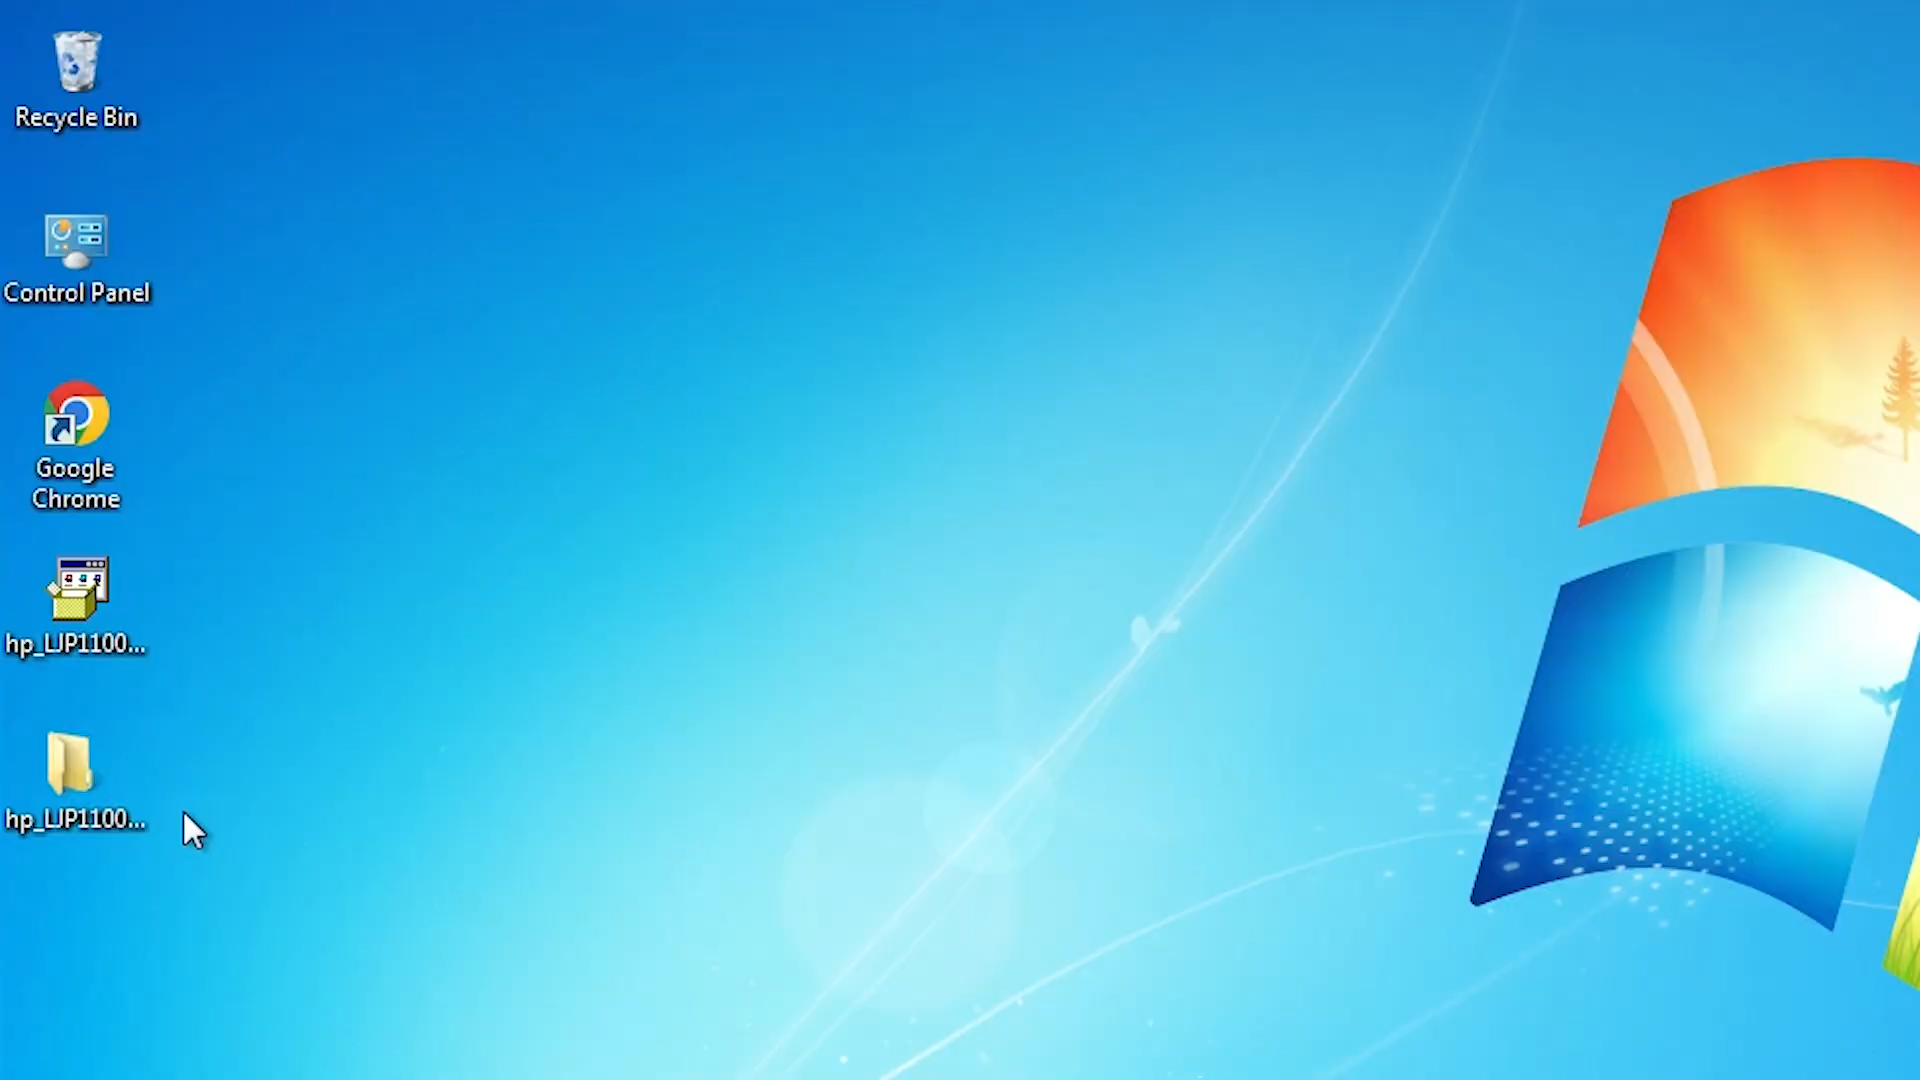 Recycle Bin
Control Panel
Google
Chrome
hp_LJP1100...
hp_LJP1100...